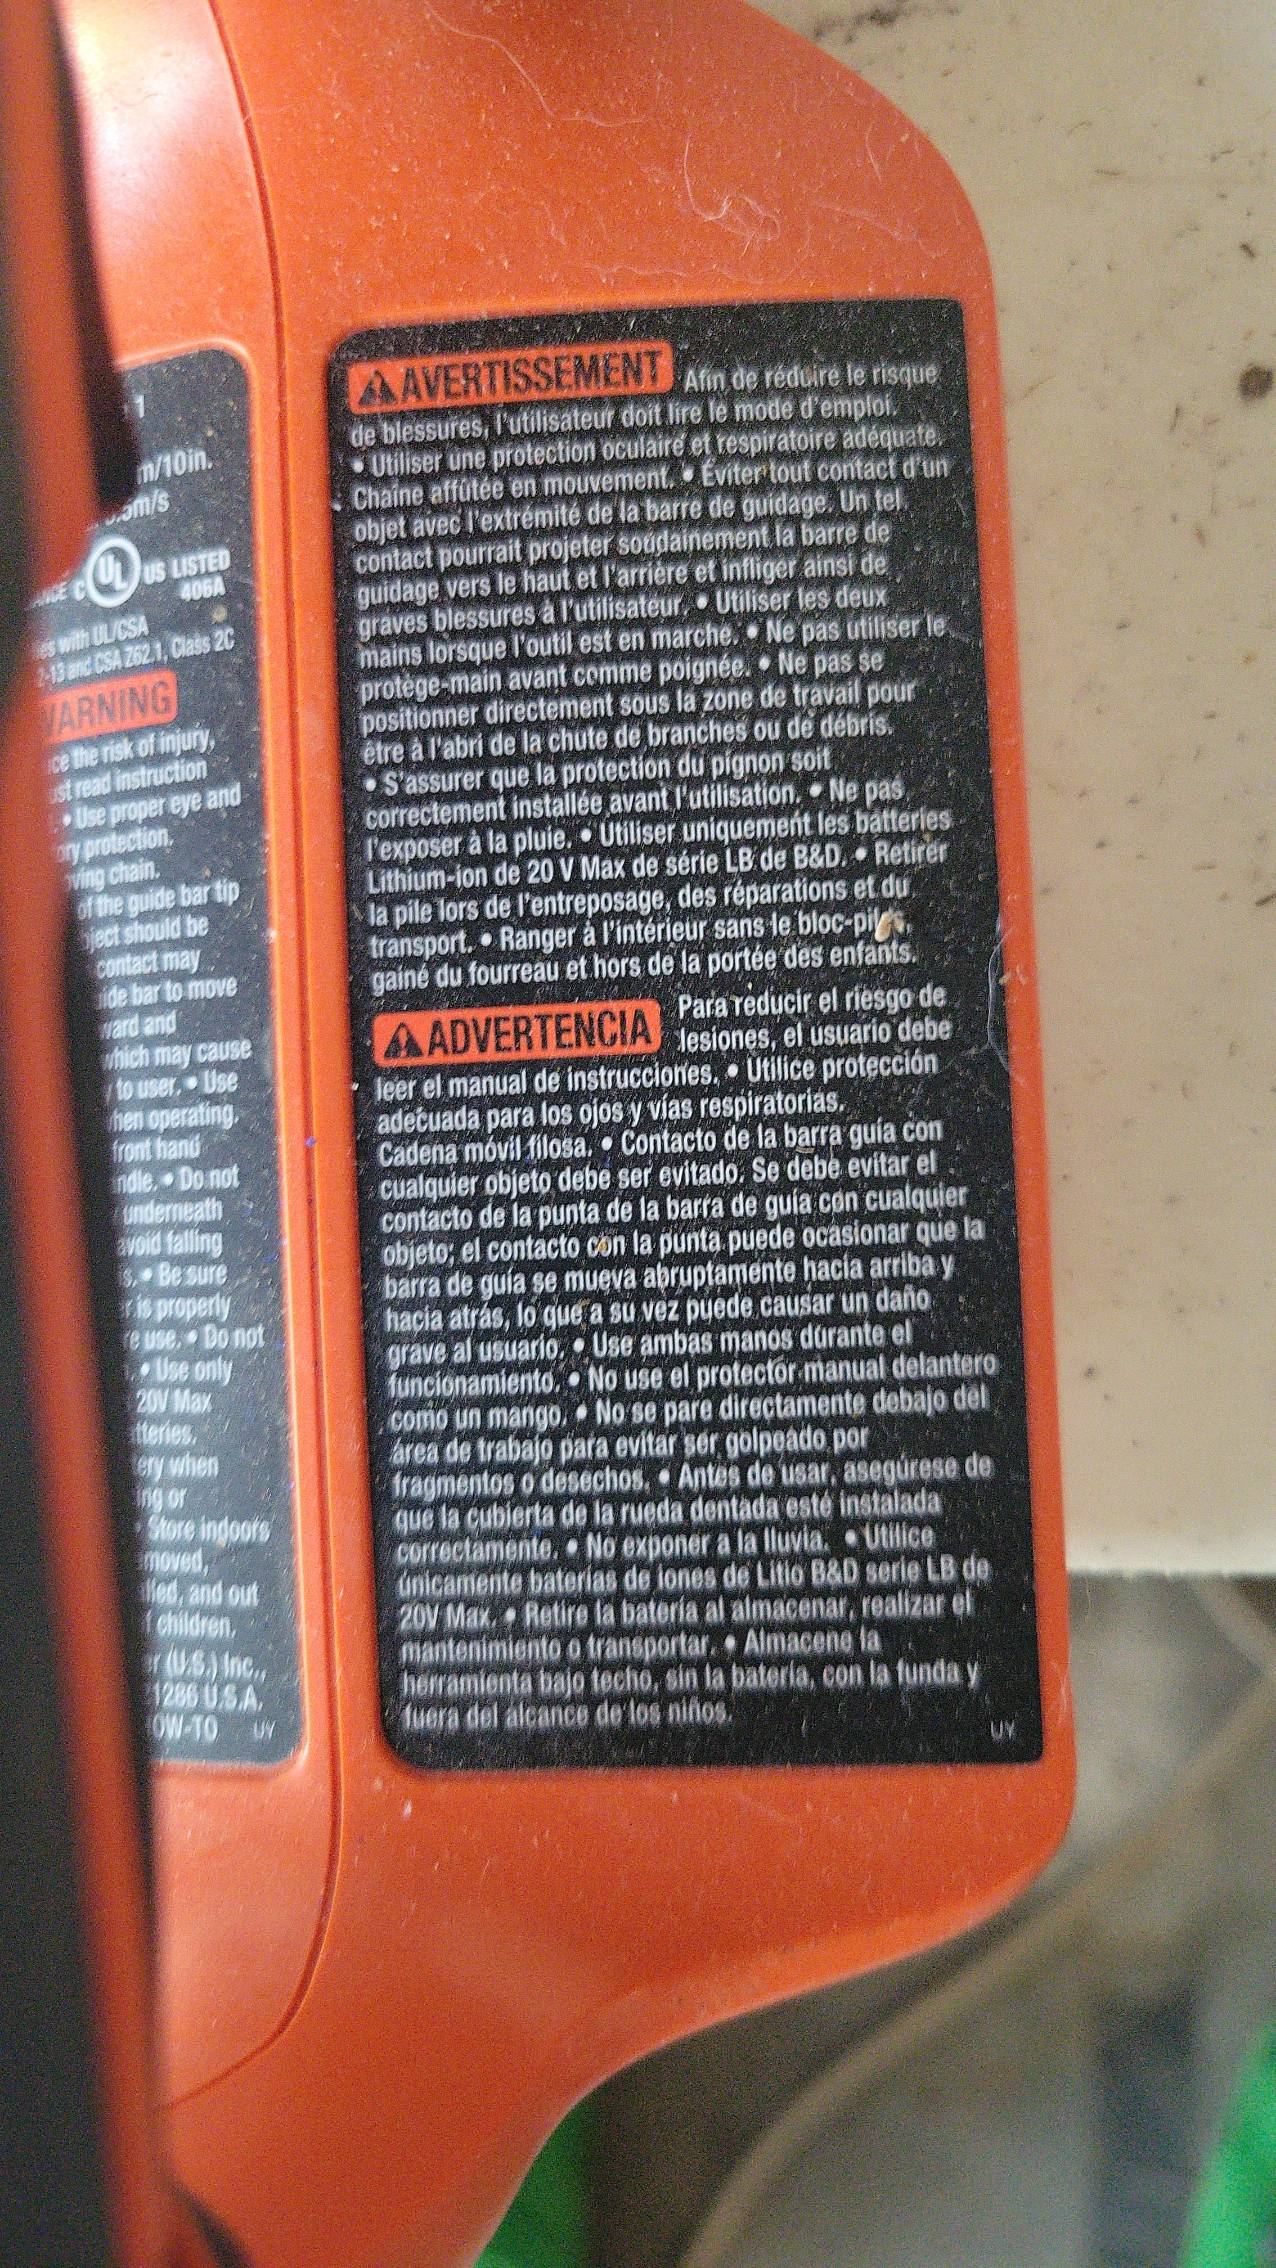 m/10in.
m/s
UL
US LISTED
406A
with UL/CSA
and CSA Z62.1, Class 2C
WARNING
the risk of injury,
read instruction
• Use proper eye and
protection.
chain.
of the guide bar tip
should be
contact may
bar to move
and
which may cause
to user. • Use
operating.
front hand
• Do not
underneath
avoid falling
• Be sure
is properly
use. • Do not
• Use only
20V Max
when
or
• Store indoors
and out
children.
(U.S.) Inc.,
U.S.A.
UY
⚠ AVERTISSEMENT Afin de réduire le risque
de blessures, l'utilisateur doit lire le mode d'emploi.
• Utiliser une protection oculaire et respiratoire adéquate.
Chaîne affûtée en mouvement. • Éviter tout contact d'un
objet avec l'extrémité de la barre de guidage. Un tel
contact pourrait projeter soudainement la barre de
guidage vers le haut et l'arrière et infliger ainsi de
graves blessures à l'utilisateur. • Utiliser les deux
mains lorsque l'outil est en marche. • Ne pas utiliser le
protège-main avant comme poignée. • Ne pas se
positionner directement sous la zone de travail pour
être à l'abri de la chute de branches ou de débris.
• S'assurer que la protection du pignon soit
correctement installée avant l'utilisation. • Ne pas
l'exposer à la pluie. • Utiliser uniquement les batteries
Lithium-ion de 20 V Max de série LB de B&D. • Retirer
la pile lors de l'entreposage, des réparations et du
transport. • Ranger à l'intérieur sans le
gainé du fourreau et hors de la portée des enfants.
⚠ ADVERTENCIA Para reducir el riesgo de
lesiones, el usuario debe
leer el manual de instrucciones. • Utilice protección
adecuada para los ojos y vías respiratorias.
Cadena móvil filosa. • Contacto de la barra guía con
cualquier objeto debe ser evitado. Se debe evitar el
contacto de la punta de la barra de guía con cualquier
objeto; el contacto con la punta puede ocasionar que la
barra de guía se mueva abruptamente hacia arriba y
hacia atrás, lo que a su vez puede causar un daño
grave al usuario. • Use ambas manos durante el
funcionamiento. • No use el protector manual delantero
como un mango. • No se pare directamente debajo del
área de trabajo para evitar ser golpeado por
fragmentos o desechos. • Antes de usar, asegúrese de
que la cubierta de la rueda dentada esté instalada
correctamente. • No exponer a la lluvia. • Utilice
únicamente baterías de iones de Litio B&D serie LB de
20V Max. • Retire la batería al almacenar, realizar el
mantenimiento o transportar. • Almacene la
herramienta bajo techo, sin la batería, con la funda y
fuera del alcance de los niños.
UY